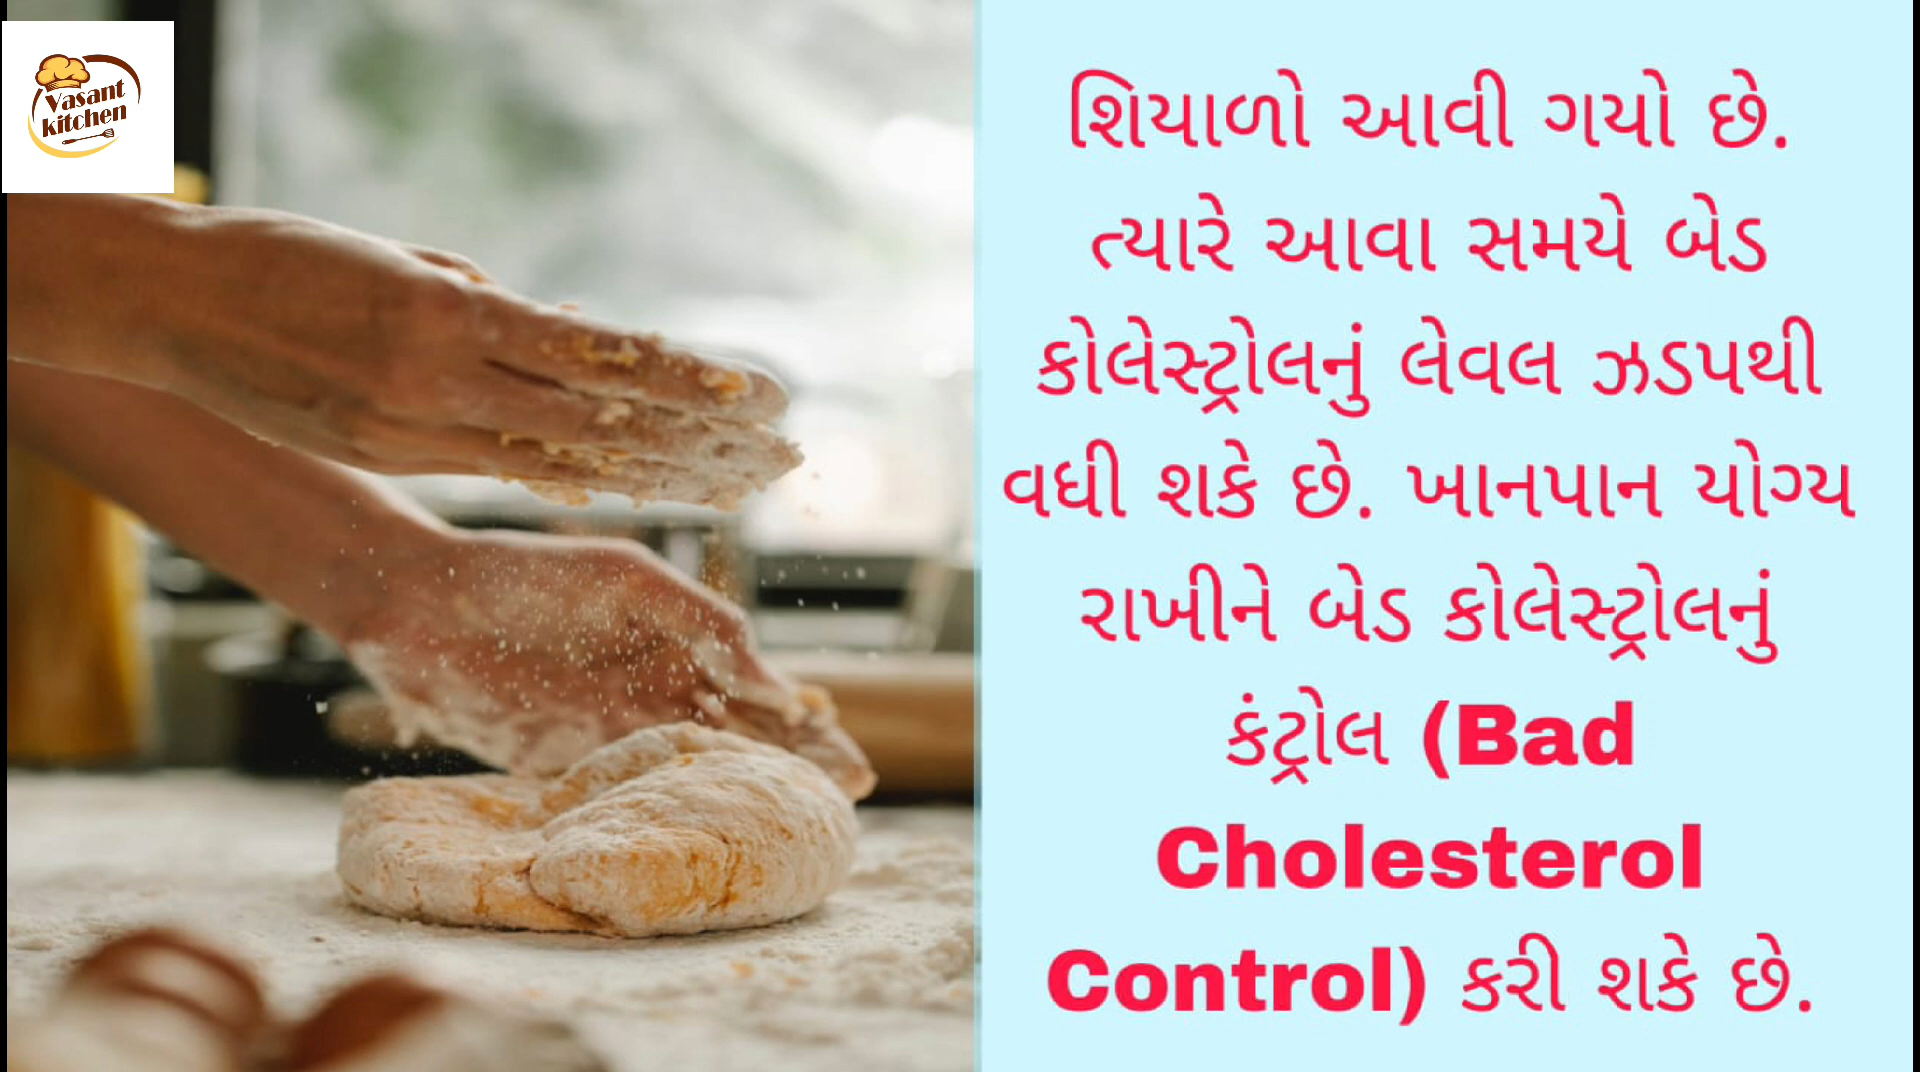 Vasant
kitchen
શિયાળો આવી ગયો છે.
ત્યારે આવા સમયે બેડ
કોલેસ્ટ્રોલનું લેવલ ઝડપથી
વધી શકે છે. ખાનપાન યોગ્ય
રાખીને બેડ કોલેસ્ટ્રોલનું
કંટ્રોલ (Bad
Cholesterol
Control) કરી શકે છે.